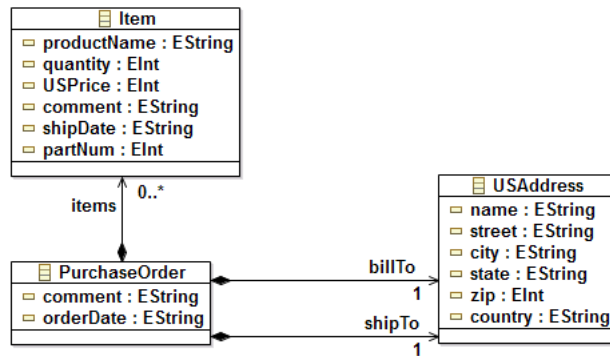 Item
productName : EString
quantity : EInt
USPrice : EInt
comment : EString
shipDate : EString
partNum : EInt
0..*
items
PurchaseOrder
comment : EString
orderDate : EString
billTo
1
shipTo
1
USAddress
name : EString
street : EString
city : EString
state : EString
zip : EInt
country : EString